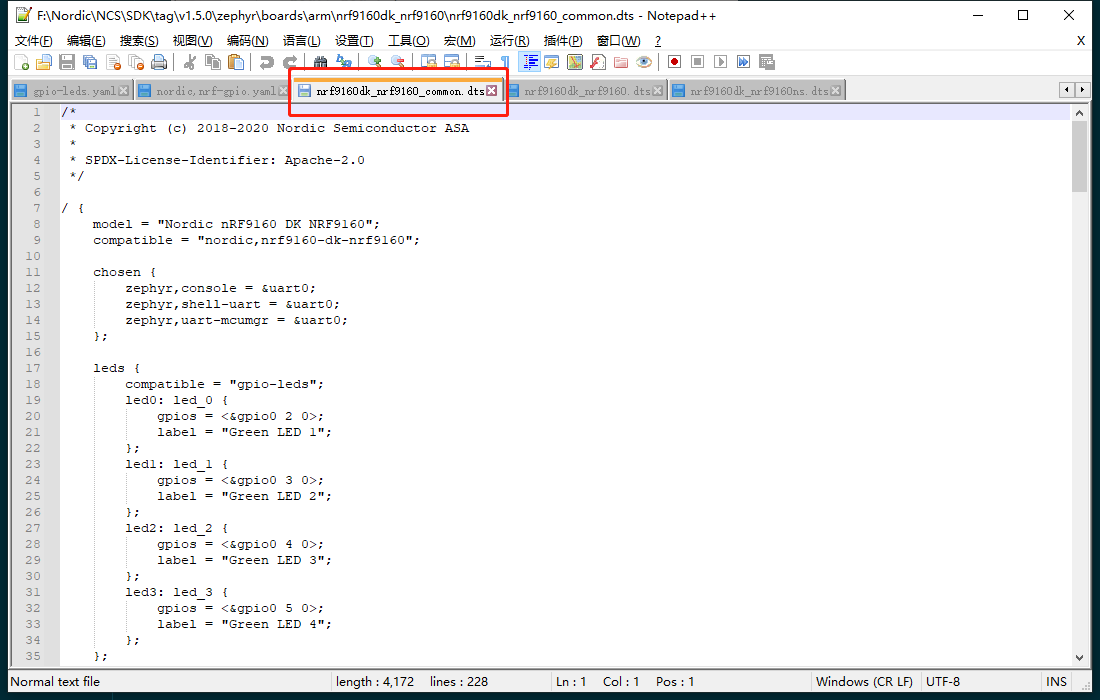 F:\Nordic\NCS\SDK\tag\v1.5.0\zephyr\boards\arm\nrf9160dk_nrf9160\nrf9160dk_nrf9160_common.dts - Notepad++
文件(F) 编辑(E) 搜索(S) 视图(V) 编码(N) 语言(L) 设置(T) 工具(O) 宏(M) 运行(R) 插件(P) 窗口(W) ? X
gpio-leds.yaml nordic,nrf-gpio.yaml nrf9160dk_nrf9160_common.dts nrf9160dk_nrf9160.dts nrf9160dk_nrf9160ns.dts
1 /*
2 * Copyright (c) 2018-2020 Nordic Semiconductor ASA
3 *
4 * SPDX-License-Identifier: Apache-2.0
5 */
6
7 / {
8 model = "Nordic nRF9160 DK NRF9160";
9 compatible = "nordic,nrf9160-dk-nrf9160";
10
11 chosen {
12 zephyr,console = &uart0;
13 zephyr,shell-uart = &uart0;
14 zephyr,uart-mcumgr = &uart0;
15 };
16
17 leds {
18 compatible = "gpio-leds";
19 led0: led_0 {
20 gpios = <&gpio0 2 0>;
21 label = "Green LED 1";
22 };
23 led1: led_1 {
24 gpios = <&gpio0 3 0>;
25 label = "Green LED 2";
26 };
27 led2: led_2 {
28 gpios = <&gpio0 4 0>;
29 label = "Green LED 3";
30 };
31 led3: led_3 {
32 gpios = <&gpio0 5 0>;
33 label = "Green LED 4";
34 };
35 };
Normal text file length : 4,172 lines : 228 Ln : 1 Col : 1 Pos : 1 Windows (CR LF) UTF-8 INS